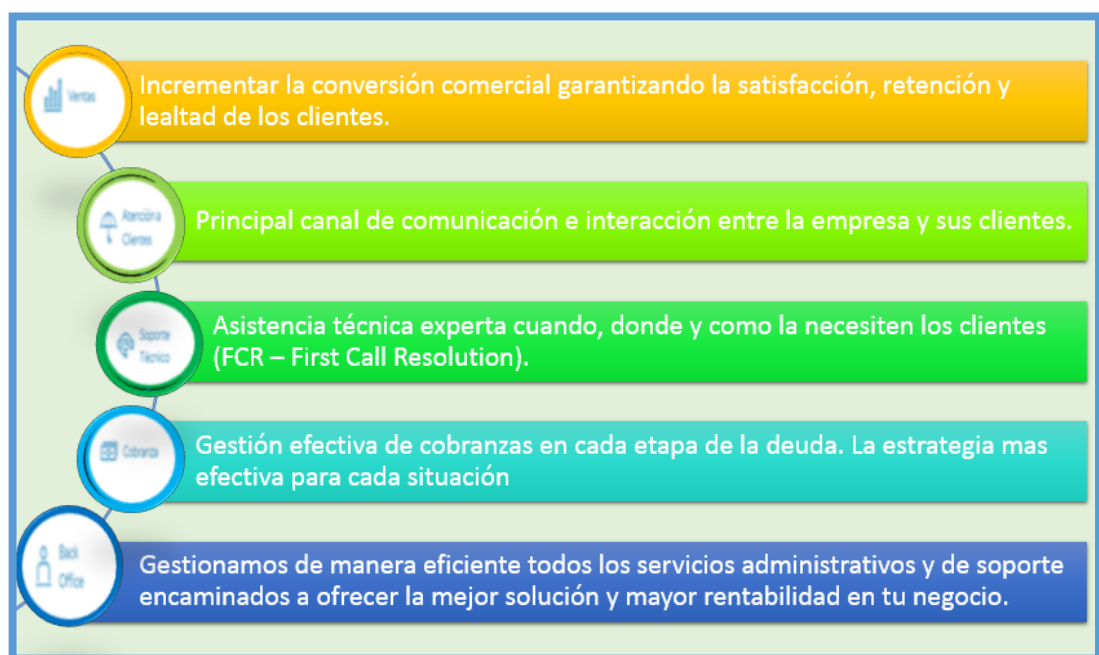 Ventas
Incrementar la conversión comercial garantizando la satisfacción, retención y
lealtad de los clientes.
Atención a
Clientes
Principal canal de comunicación e interacción entre la empresa y sus clientes.
Soporte
Técnico
Asistencia técnica experta cuando, donde y como la necesiten los clientes
(FCR – First Call Resolution).
Cobranza
Gestión efectiva de cobranzas en cada etapa de la deuda. La estrategia mas
efectiva para cada situación
Back
Office
Gestionamos de manera eficiente todos los servicios administrativos y de soporte
encaminados a ofrecer la mejor solución y mayor rentabilidad en tu negocio.